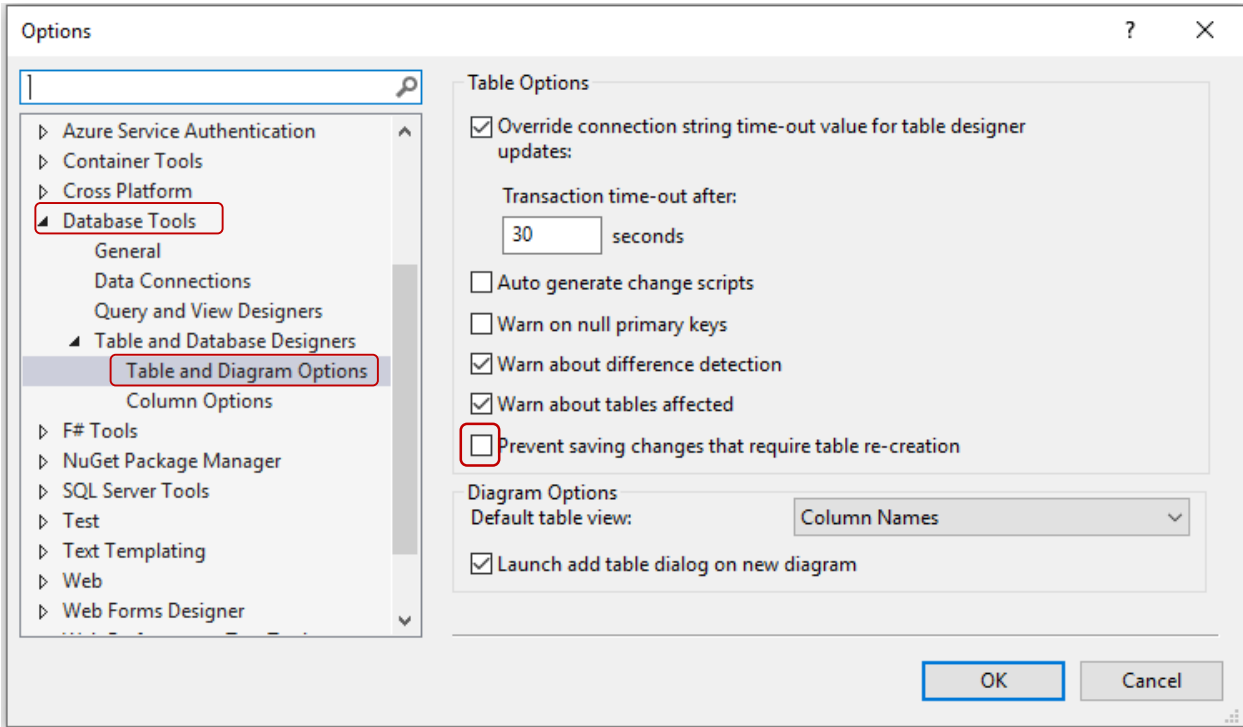 Options
Azure Service Authentication
Container Tools
Cross Platform
Database Tools
General
Data Connections
Query and View Designers
Table and Database Designers
Table and Diagram Options
Column Options
F# Tools
NuGet Package Manager
SQL Server Tools
Test
Text Templating
Web
Web Forms Designer
Table Options
Override connection string time-out value for table designer
updates:
Transaction time-out after:
30 seconds
Auto generate change scripts
Warn on null primary keys
Warn about difference detection
Warn about tables affected
Prevent saving changes that require table re-creation
Diagram Options
Default table view: Column Names
Launch add table dialog on new diagram
OK Cancel